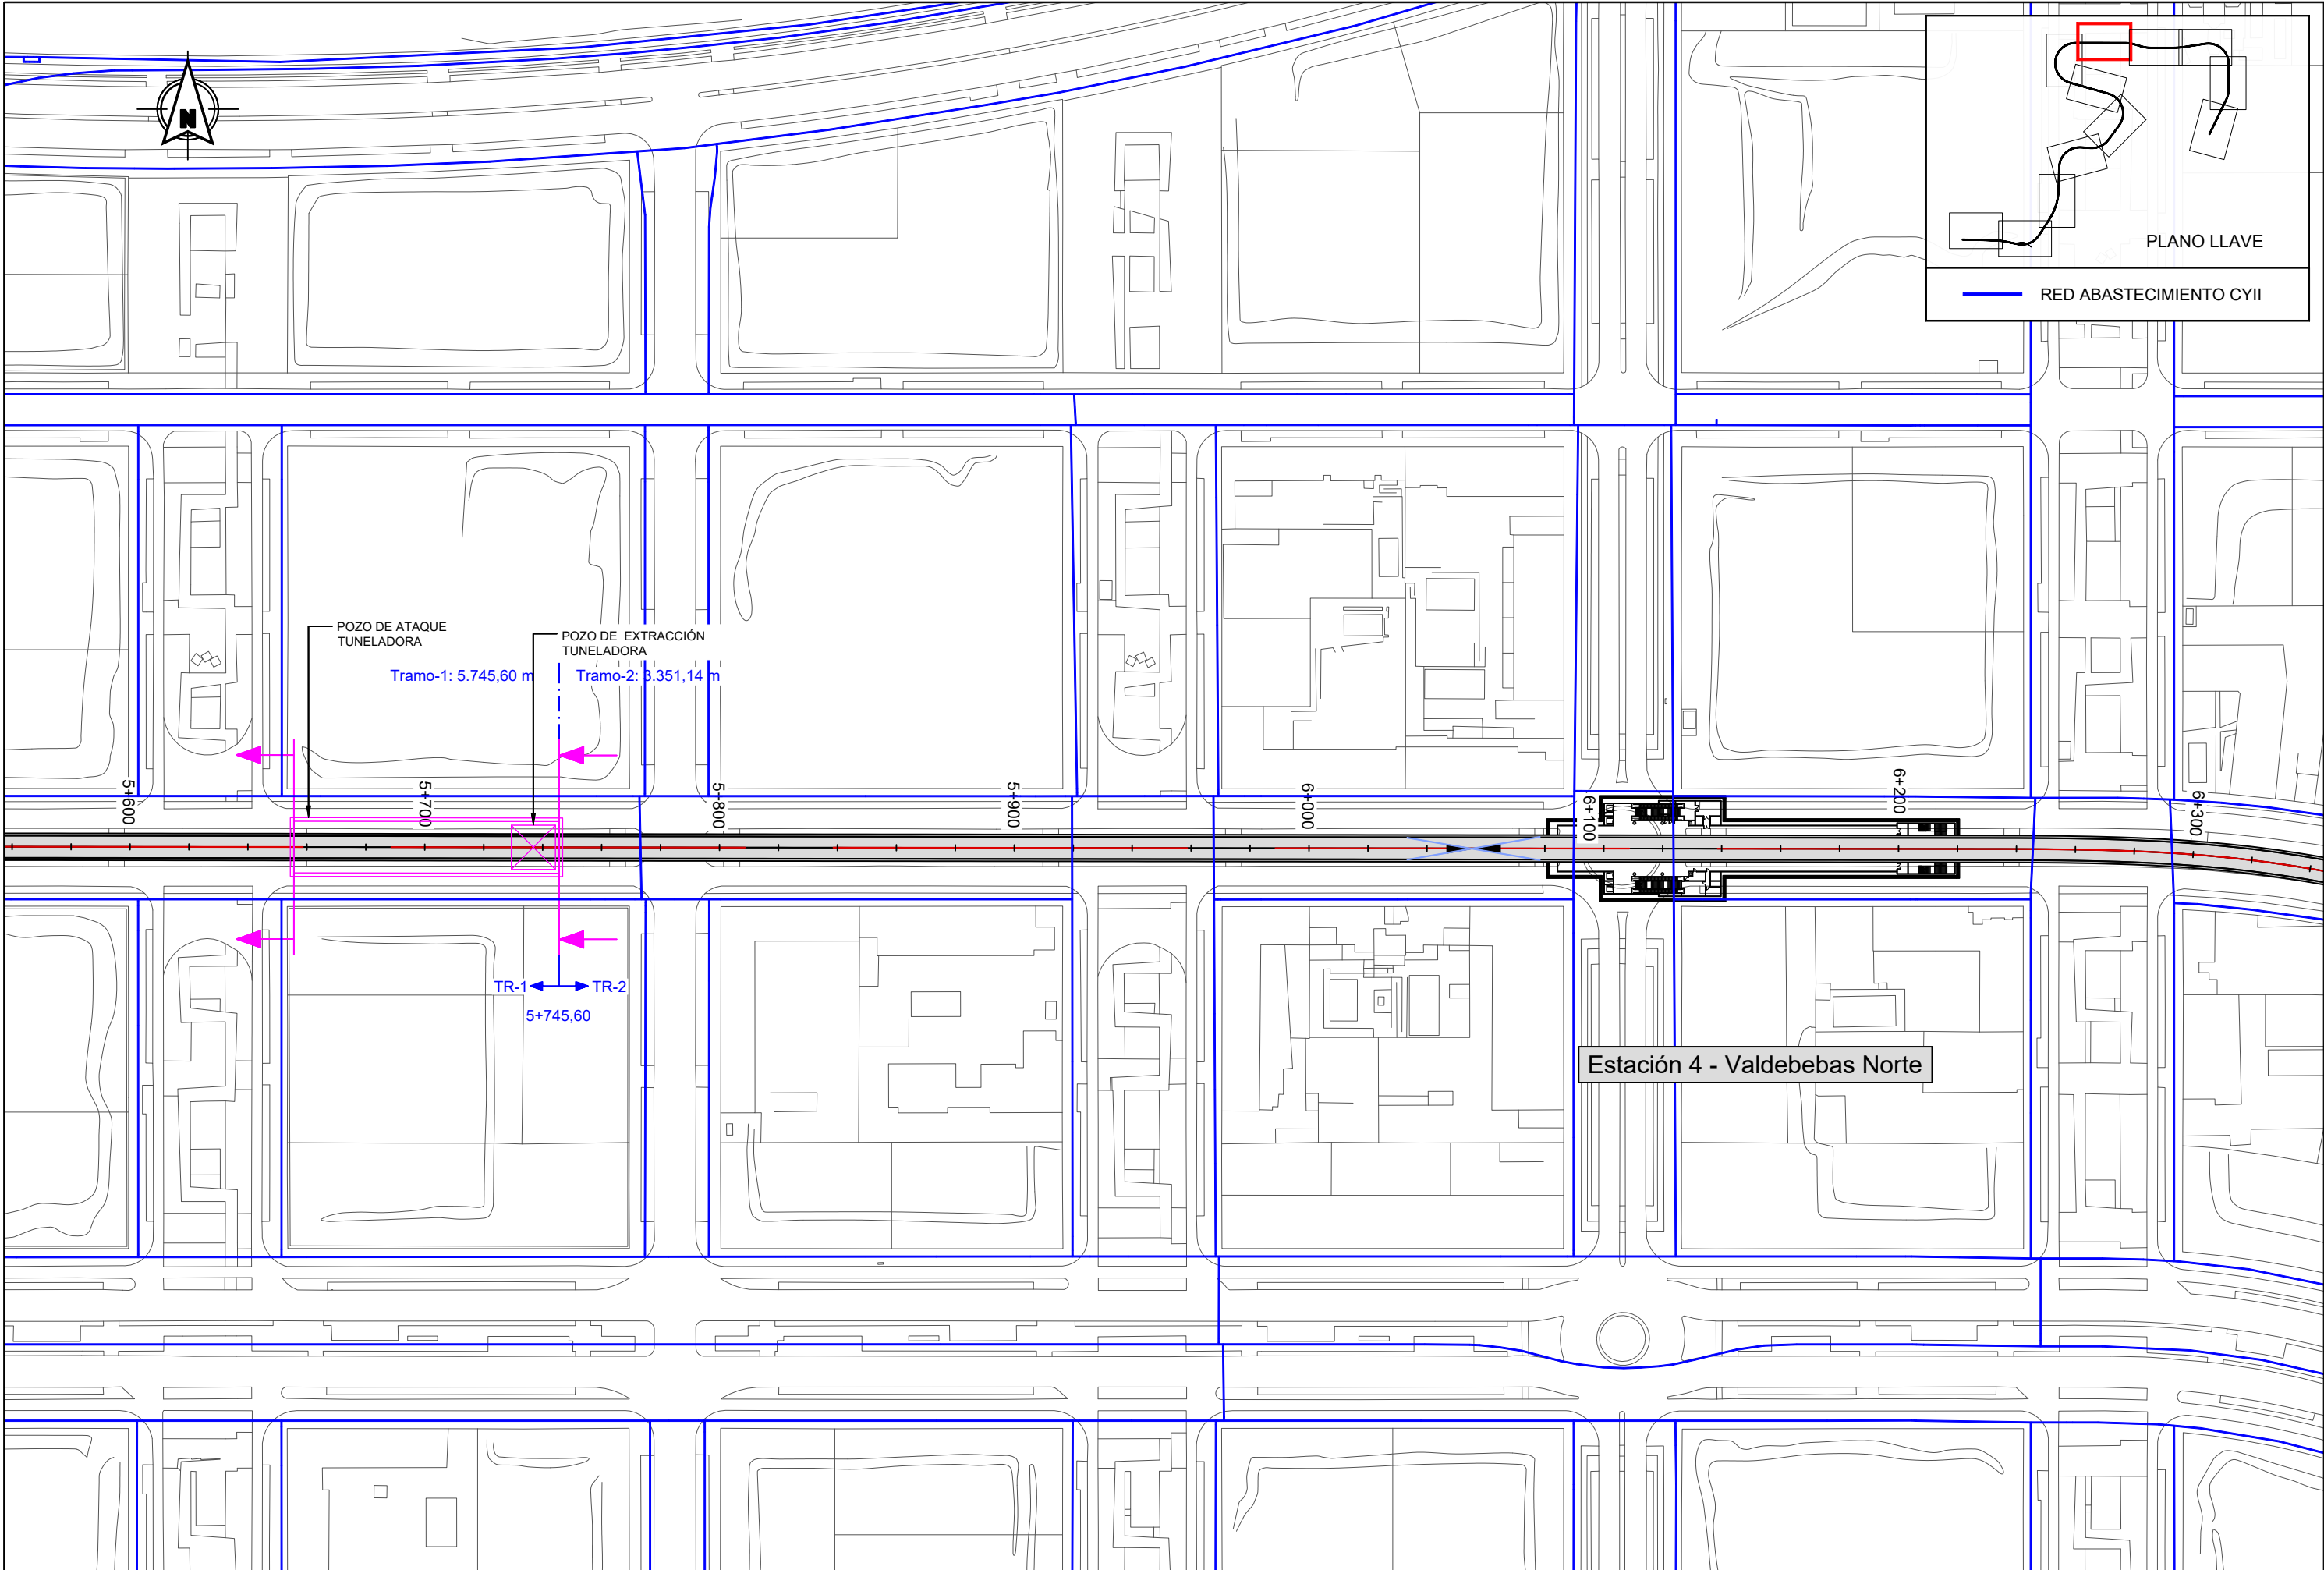 N
PLANO LLAVE
RED ABASTECIMIENTO CYII
POZO DE ATAQUE
TUNELADORA
POZO DE EXTRACCIÓN
TUNELADORA
Tramo-1: 5.745,60 m
Tramo-2: 3.351,14 m
5+600
5+700
5+800
5+900
6+000
6+100
6+200
6+300
TR-1
TR-2
5+745,60
Estación 4 - Valdebebas Norte